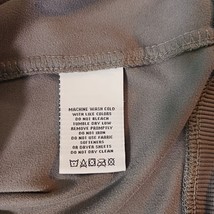 MACHINE WASH COLD
WITH LIKE COLORS
DO NOT BLEACH
TUMBLE DRY LOW
REMOVE PROMPTLY
DO NOT IRON
DO NOT USE FABRIC
SOFTENERS
OR DRYER SHEETS
DO NOT DRY CLEAN